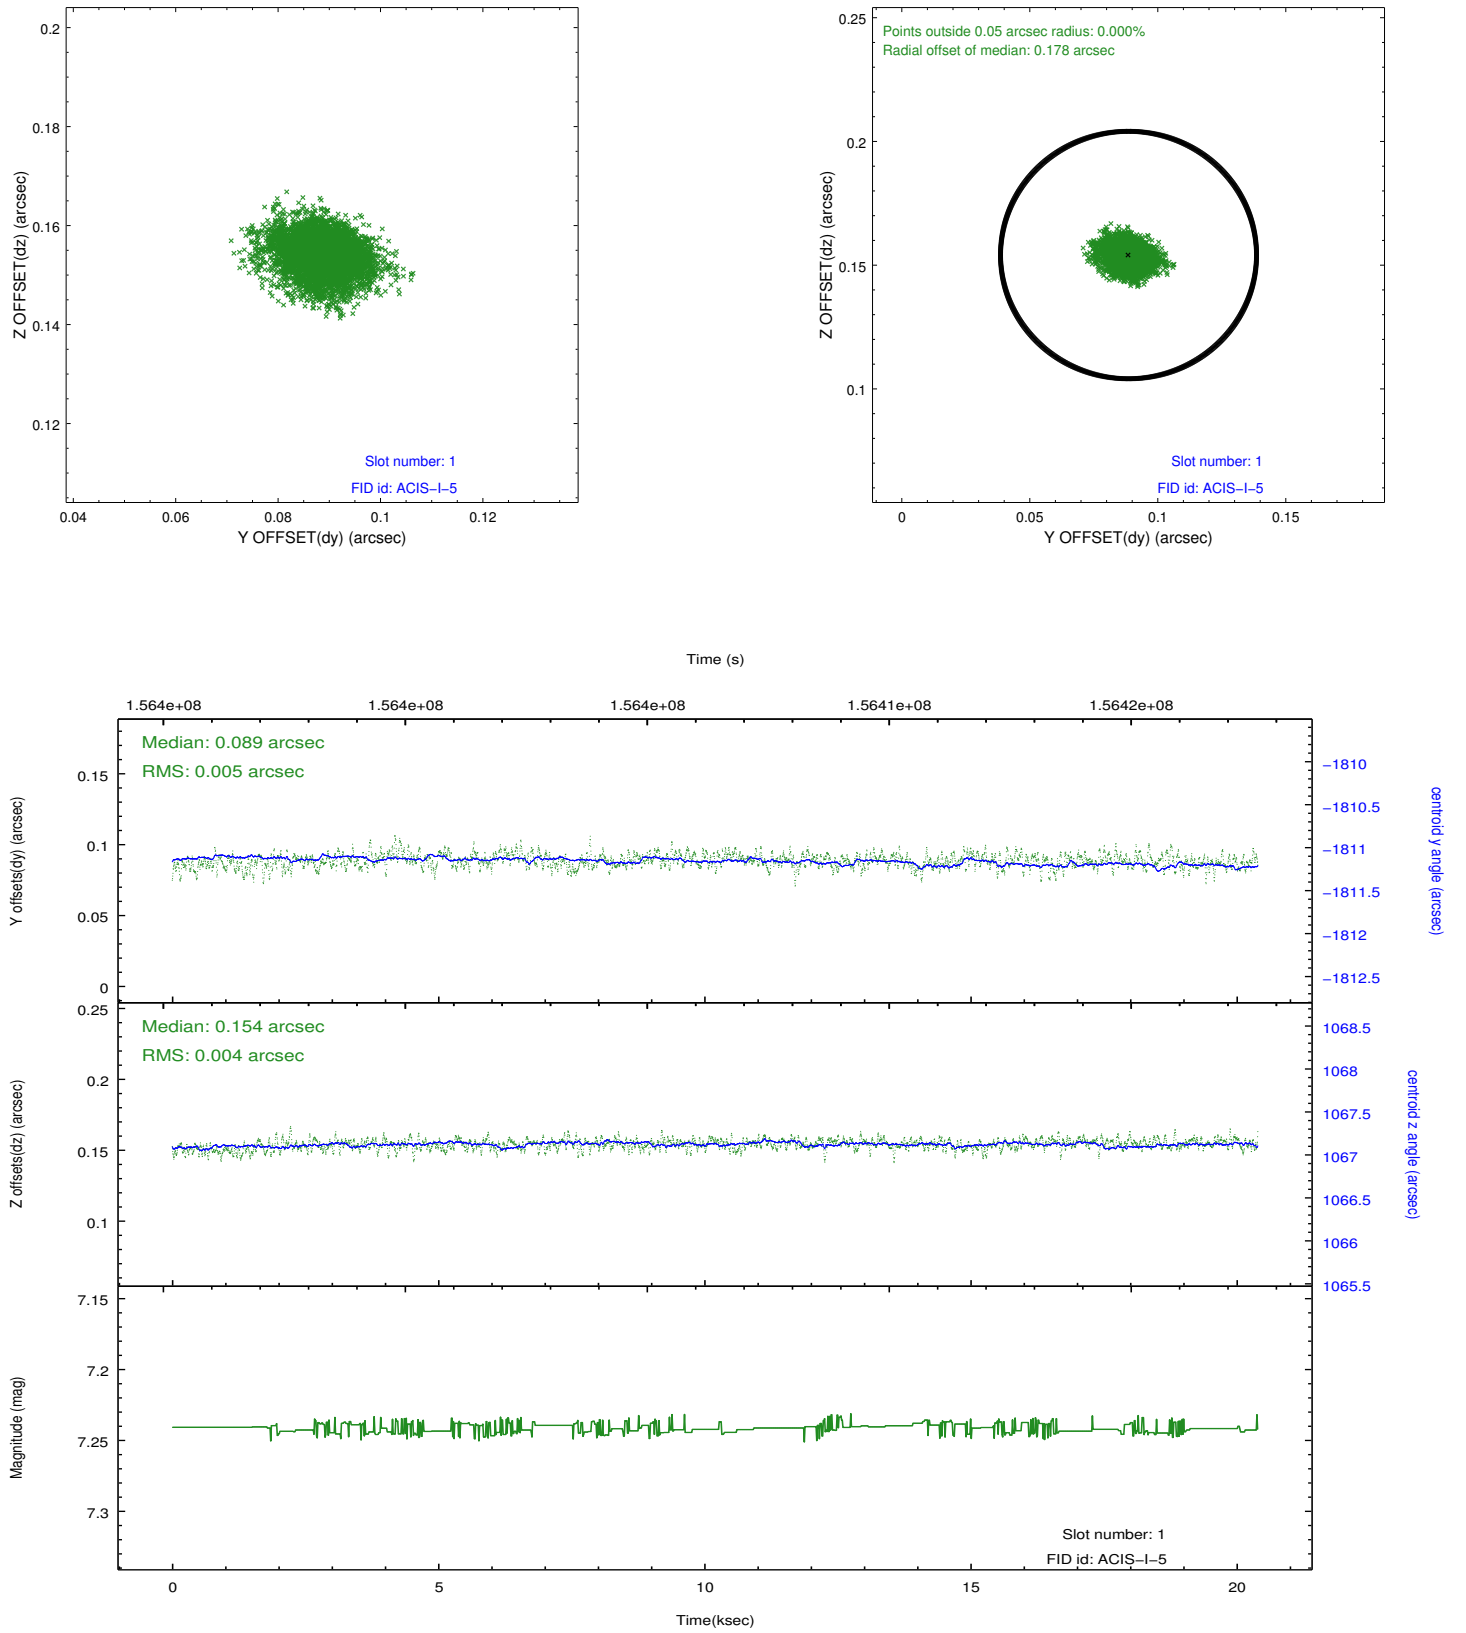 0.2
0.18
0.16
0.14
0.12
Z OFFSET(dz) (arcsec)
Slot number: 1
FID id: ACIS−I−5
0.04 0.06 0.08 0.1 0.12
Y OFFSET(dy) (arcsec)
Points outside 0.05 arcsec radius: 0.000%
Radial offset of median: 0.178 arcsec
0.25
0.2
0.15
0.1
Z OFFSET(dz) (arcsec)
Slot number: 1
FID id: ACIS−I−5
0 0.05 0.1 0.15
Y OFFSET(dy) (arcsec)
Time (s)
1.564e+08 1.564e+08 1.564e+08 1.5641e+08 1.5642e+08
Median: 0.089 arcsec
RMS: 0.005 arcsec
0.15
0.1
0.05
0
Y offsets(dy) (arcsec)
−1810
−1810.5
−1811
−1811.5
−1812
−1812.5
centroid y angle (arcsec)
Median: 0.154 arcsec
RMS: 0.004 arcsec
0.25
0.2
0.15
0.1
Z offsets(dz) (arcsec)
1068.5
1068
1067.5
1067
1066.5
1066
1065.5
centroid z angle (arcsec)
7.15
7.2
7.25
7.3
Magnitude (mag)
Slot number: 1
FID id: ACIS−I−5
0 5 10 15 20
Time(ksec)